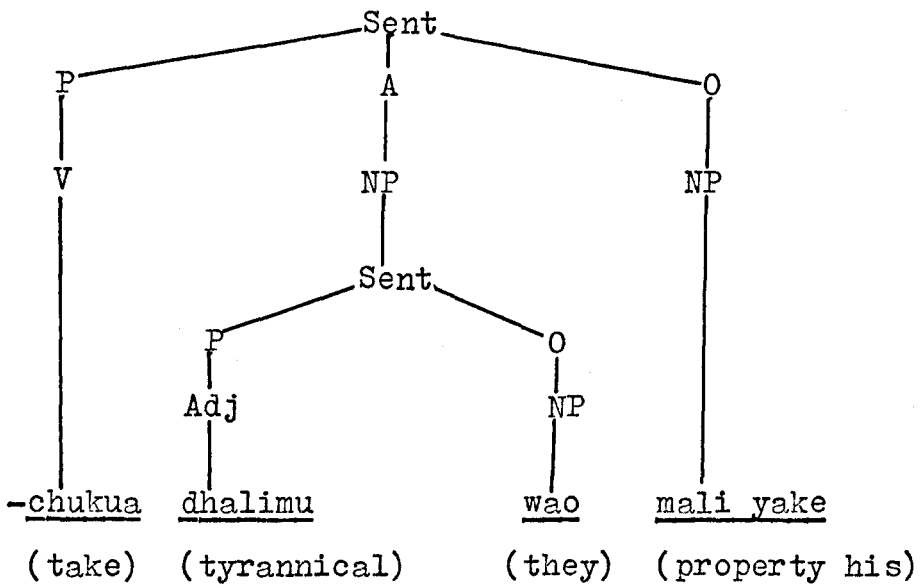 Sent
P A O
V NP NP
Sent
P O
Adj NP
-chukua dhalimu wao mali yake
(take) (tyrannical) (they) (property his)